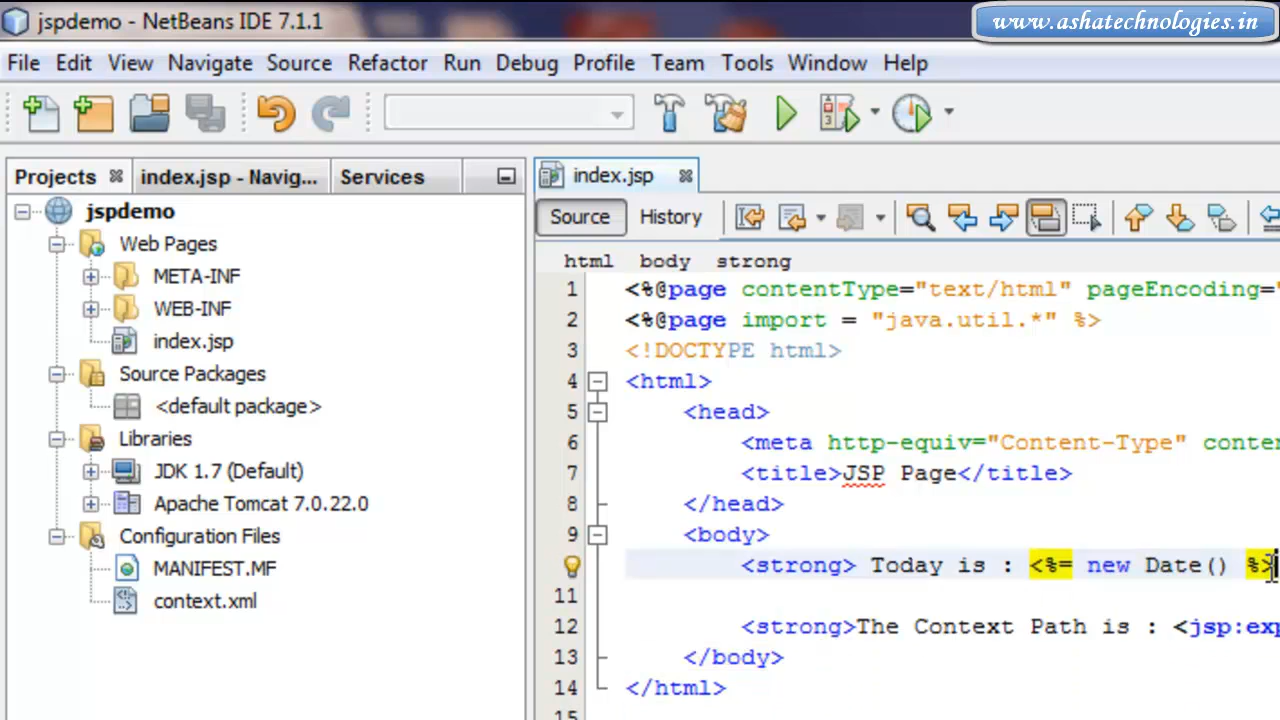 jspdemo - NetBeans IDE 7.1.1
www.ashatechnologies.in
File Edit View Navigate Source Refactor Run Debug Profile Team Tools Window Help
Projects index.jsp - Navig... Services
index.jsp
Source History
html body strong
jspdemo
Web Pages
META-INF
WEB-INF
index.jsp
Source Packages
<default package>
Libraries
JDK 1.7 (Default)
Apache Tomcat 7.0.22.0
Configuration Files
MANIFEST.MF
context.xml
1 <%@page contentType="text/html" pageEncoding="
2 <%@page import = "java.util.*" %>
3 <!DOCTYPE html>
4 <html>
5 <head>
6 <meta http-equiv="Content-Type" conten
7 <title>JSP Page</title>
8 </head>
9 <body>
<strong> Today is : <%= new Date() %>
11
12 <strong>The Context Path is : <jsp:exp
13 </body>
14 </html>
15